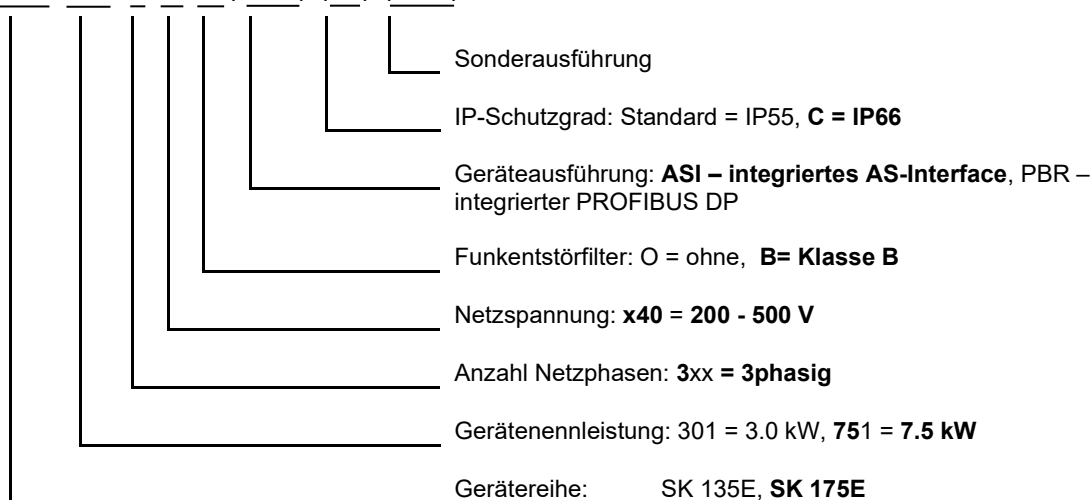 Sonderausführung
IP-Schutzgrad: Standard = IP55, C = IP66
Geräteausführung: ASI – integriertes AS-Interface, PBR –
integrierter PROFIBUS DP
Funkentstörfilter: O = ohne, B= Klasse B
Netzspannung: x40 = 200 - 500 V
Anzahl Netzphasen: 3xx = 3phasig
Gerätenennleistung: 301 = 3.0 kW, 751 = 7.5 kW
Gerätereihe: SK 135E, SK 175E